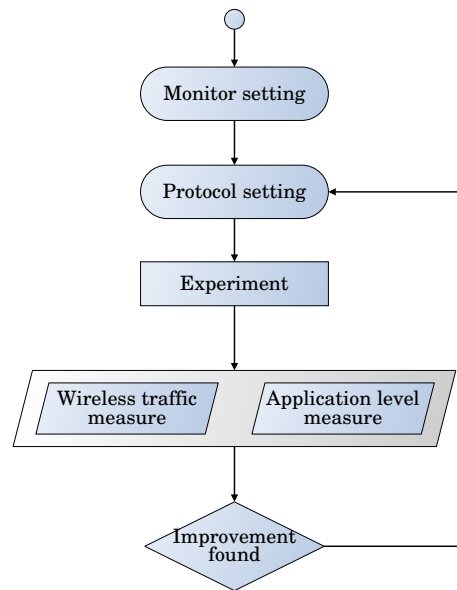 Monitor setting
Protocol setting
Experiment
Wireless traffic
measure
Application level
measure
Improvement
found